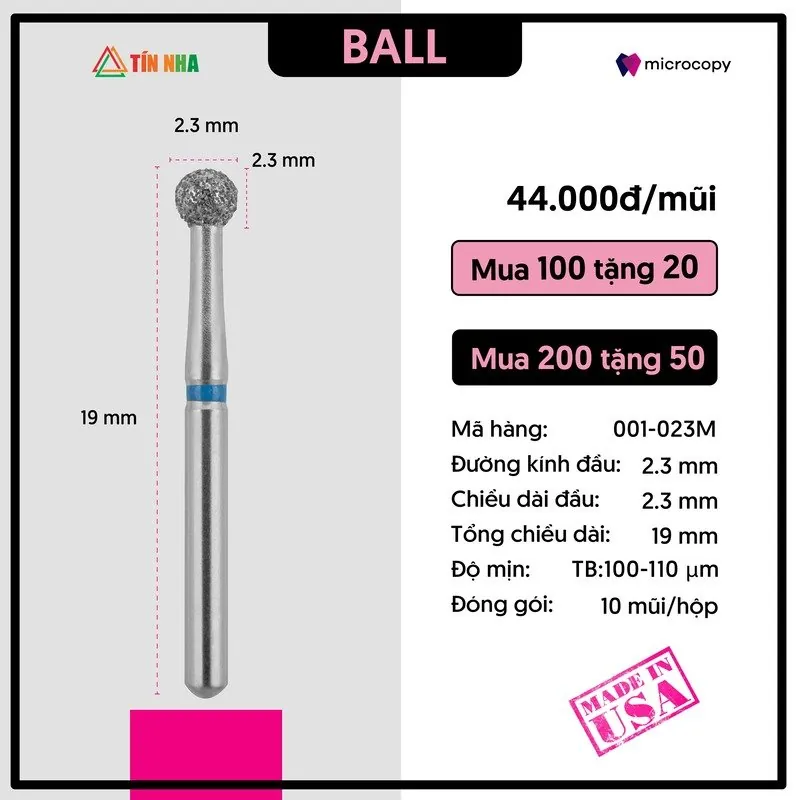 BALL
TÍN NHA
microcopy
2.3 mm
2.3 mm
19 mm
44.000đ/mũi
Mua 100 tặng 20
Mua 200 tặng 50
Mã hàng: 001-023M
Đường kính đầu: 2.3 mm
Chiều dài đầu: 2.3 mm
Tổng chiều dài: 19 mm
Độ mịn: TB:100-110 µm
Đóng gói: 10 mũi/hộp
MADE IN
USA